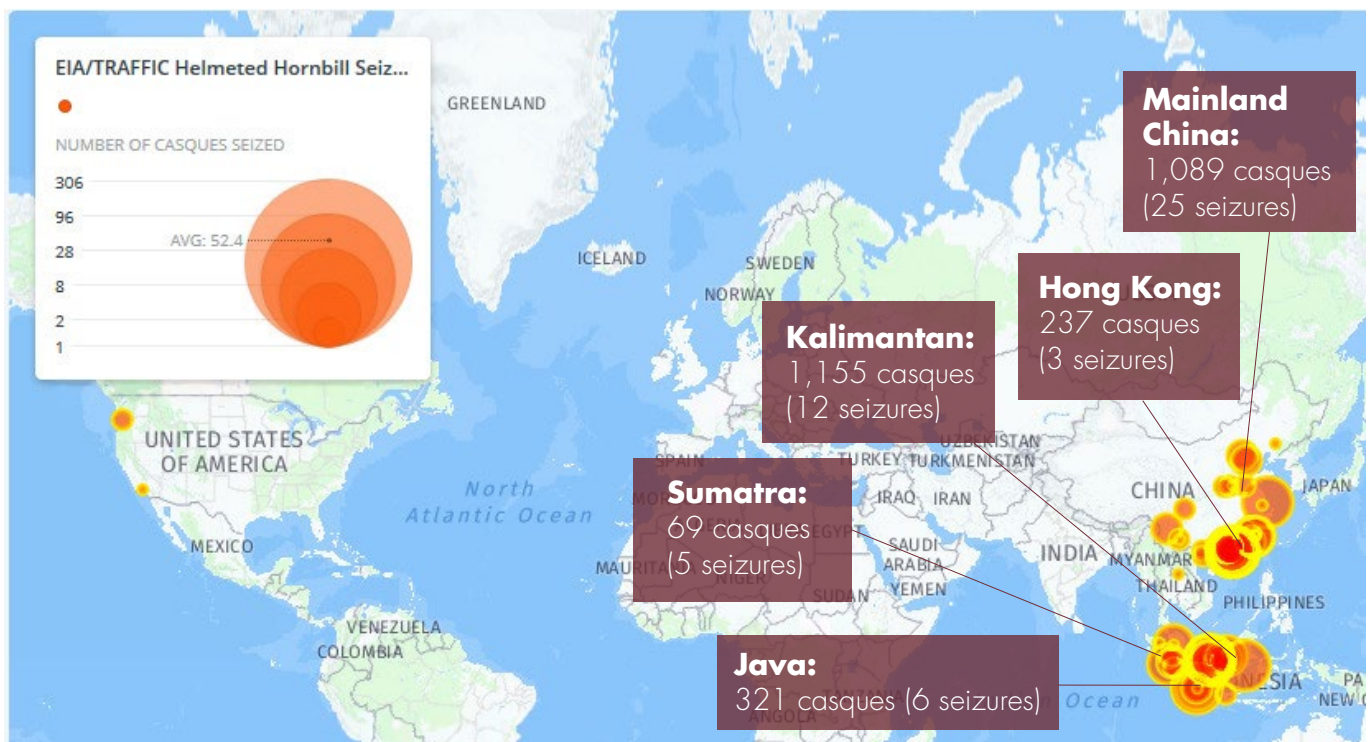 EIA/TRAFFIC Helmeted Hornbill Seiz...
NUMBER OF CASQUES SEIZED
306
96
28
8
2
1
AVG: 52.4
GREENLAND
ICELAND
SWEDEN
NORWAY
Mainland
China:
1,089 casques
(25 seizures)
Hong Kong:
237 casques
(3 seizures)
Kalimantan:
1,155 casques
(12 seizures)
Sumatra:
69 casques
(5 seizures)
Java:
321 casques (6 seizures)
UNITED STATES
OF AMERICA
MEXICO
VENEZUELA
COLOMBIA
North
Atlantic Ocean
SPAIN
TURKEY
UZBEKISTAN
TURKMENISTAN
IRAQ
IRAN
SAUDI
ARABIA
YEMEN
SUDAN
NIGER
MAURITANIA
EGYPT
TANZANIA
ANGOLA
INDIA
CHINA
JAPAN
MYANMAR
THAILAND
PHILIPPINES
NESIA
PA
NEW
Ocean